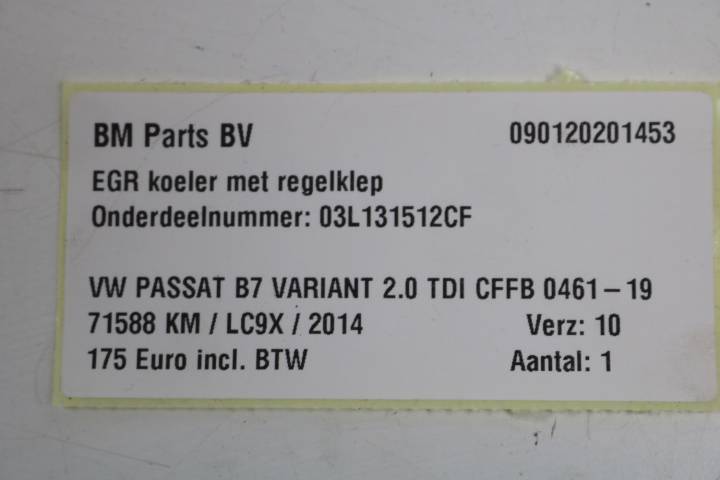 BM Parts BV 090120201453
EGR koeler met regelklep
Onderdeelnummer: 03L131512CF
VW PASSAT B7 VARIANT 2.0 TDI CFFB 0461-19
71588 KM / LC9X / 2014 Verz: 10
175 Euro incl. BTW Aantal: 1